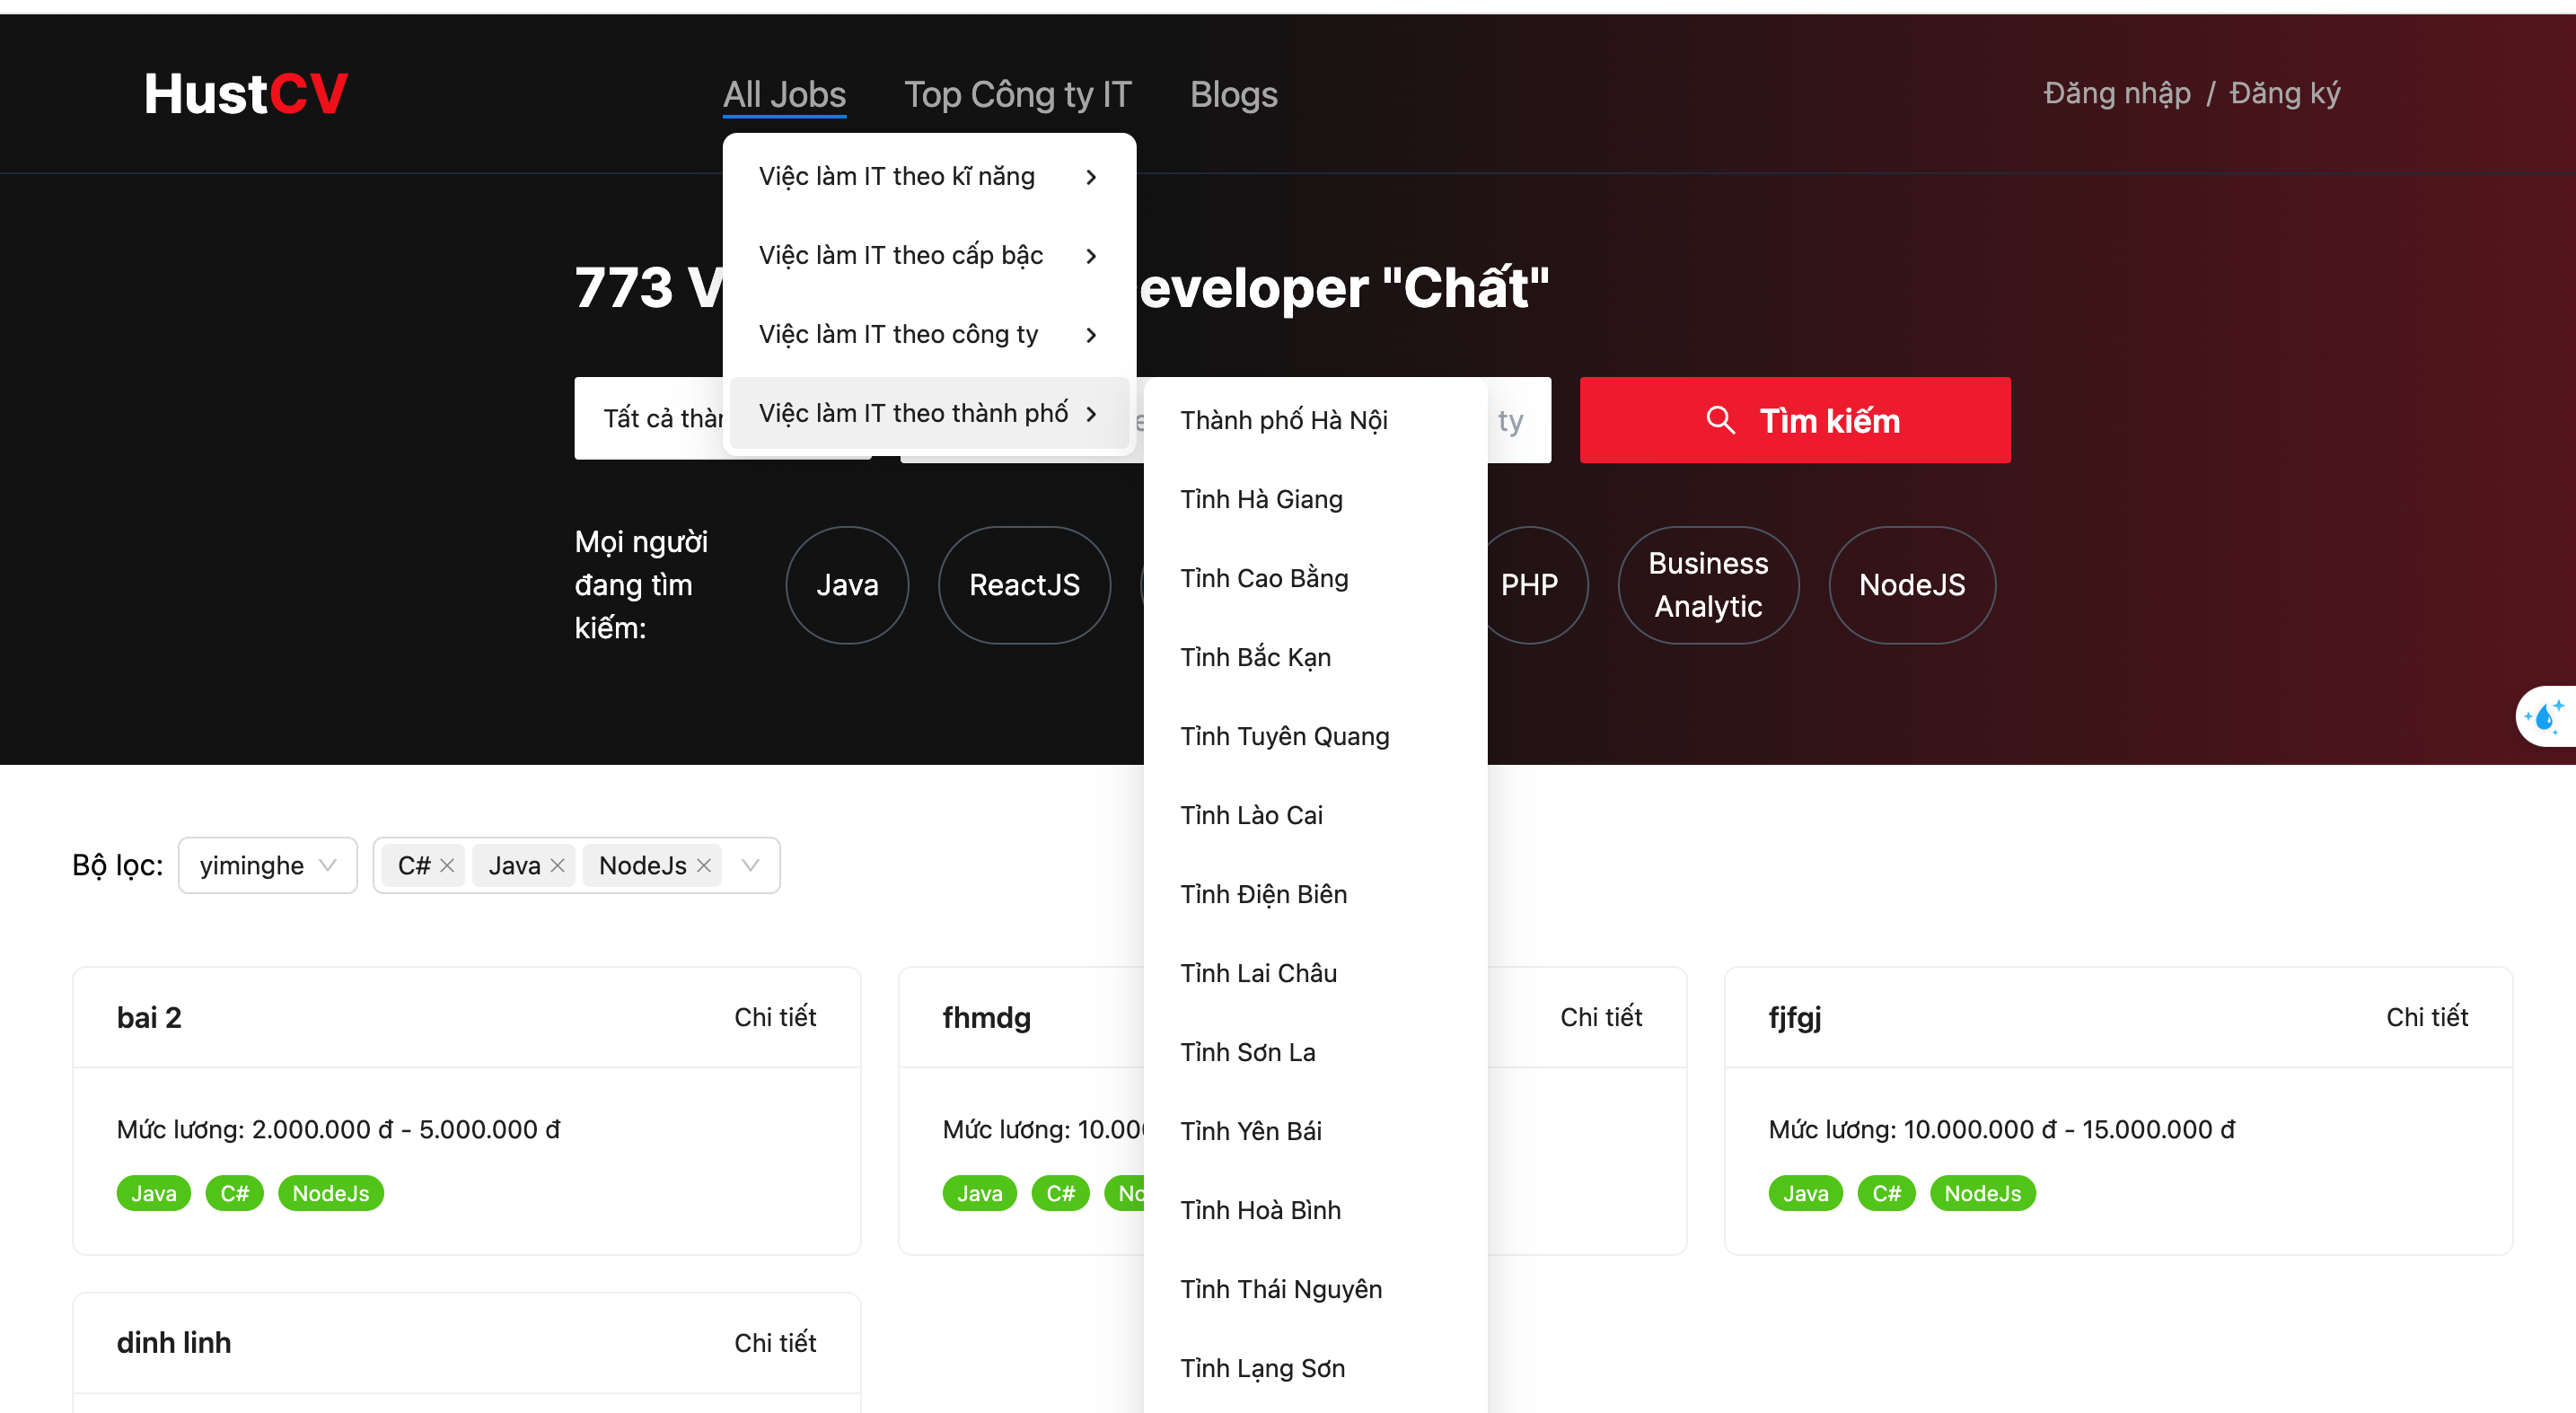 HustCV
All Jobs
Top Công ty IT
Blogs
Đăng nhập / Đăng ký
Việc làm IT theo kĩ năng
Việc làm IT theo cấp bậc
Việc làm IT theo công ty
Việc làm IT theo thành phố
773 eveloper "Chất"
Tất cả
ty
Tìm kiếm
Thành phố Hà Nội
Tỉnh Hà Giang
Tỉnh Cao Bằng
Tỉnh Bắc Kạn
Tỉnh Tuyên Quang
Tỉnh Lào Cai
Tỉnh Điện Biên
Tỉnh Lai Châu
Tỉnh Sơn La
Tỉnh Yên Bái
Tỉnh Hoà Bình
Tỉnh Thái Nguyên
Tỉnh Lạng Sơn
Mọi người
đang tìm
kiếm:
Java
ReactJS
PHP
Business
Analytic
NodeJS
Bộ lọc:
yiminghe
C#
Java
NodeJs
bai 2
Chi tiết
Mức lương: 2.000.000 đ - 5.000.000 đ
Java
C#
NodeJs
fhmdg
Chi tiết
Mức lương: 10.00
Java
C#
No
fjfgj
Chi tiết
Mức lương: 10.000.000 đ - 15.000.000 đ
Java
C#
NodeJs
dinh linh
Chi tiết